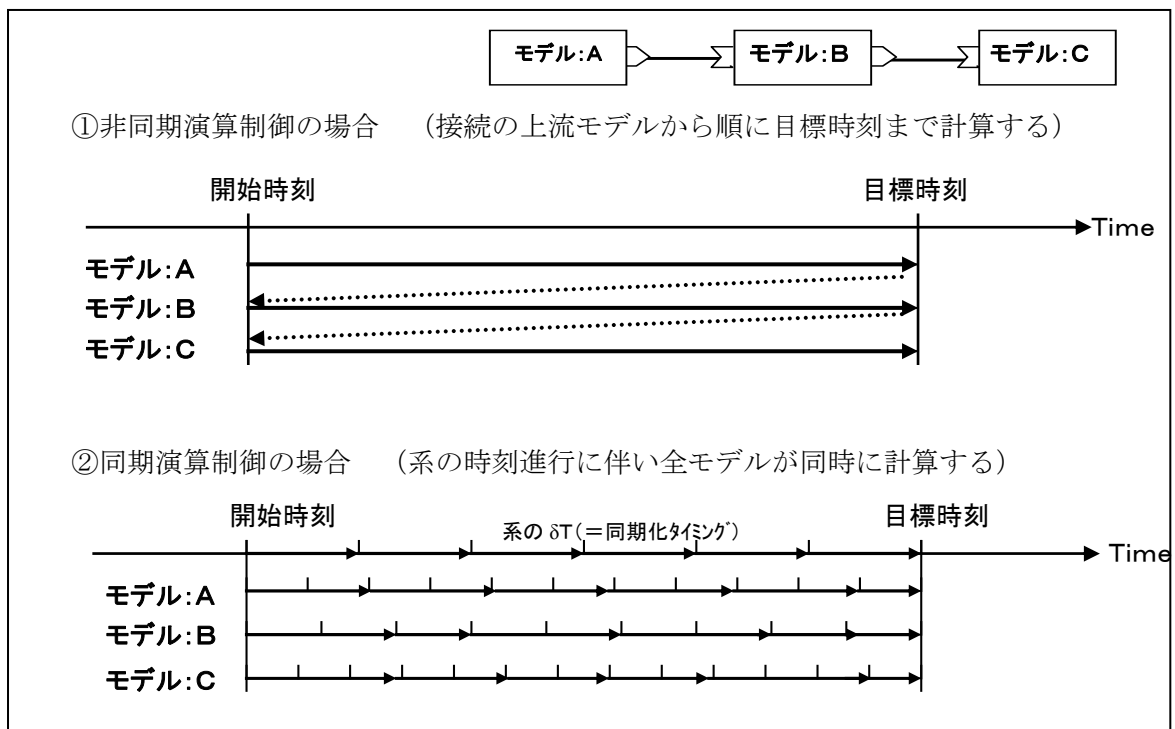 モデル:A モデル:B モデル:C
①非同期演算制御の場合 (接続の上流モデルから順に目標時刻まで計算する)
開始時刻 目標時刻
Time
モデル:A
モデル:B
モデル:C
②同期演算制御の場合 (系の時刻進行に伴い全モデルが同時に計算する)
開始時刻 系の δT(=同期化タイミング) 目標時刻
Time
モデル:A
モデル:B
モデル:C